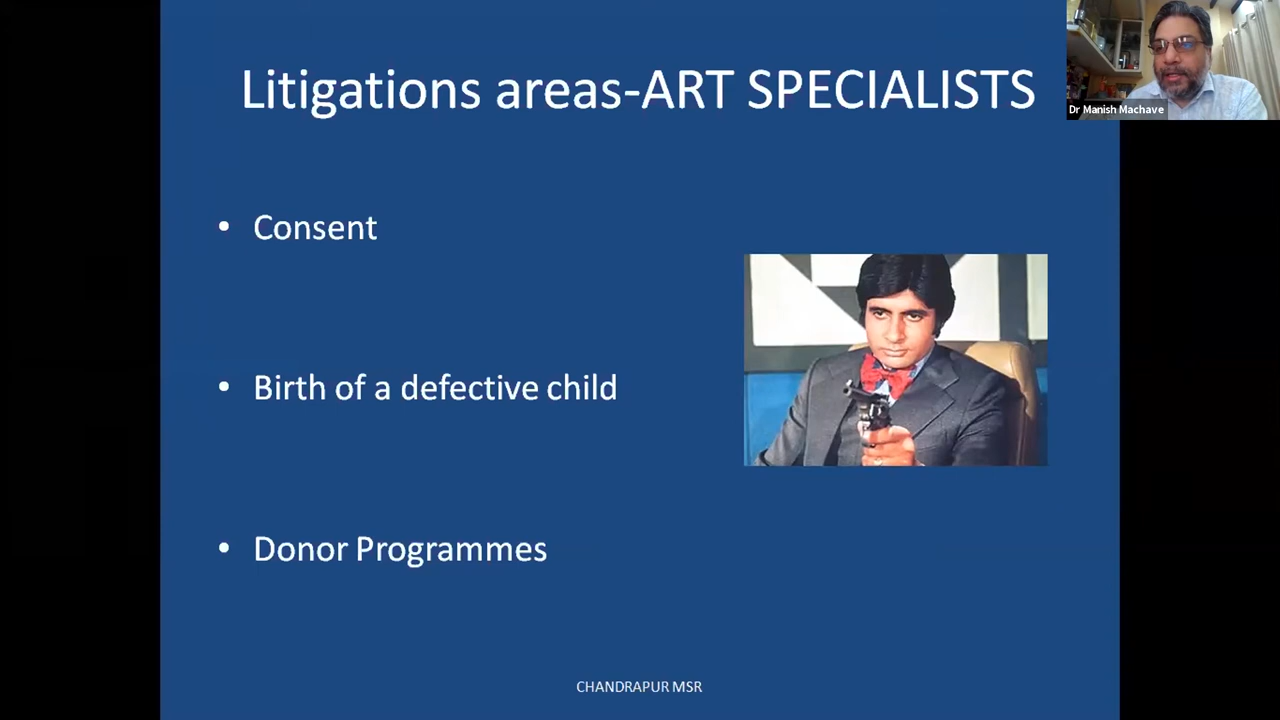 Litigations areas-ART SPECIALISTS
Dr Manish Machave
• Consent
• Birth of a defective child
• Donor Programmes
CHANDRAPUR MSR